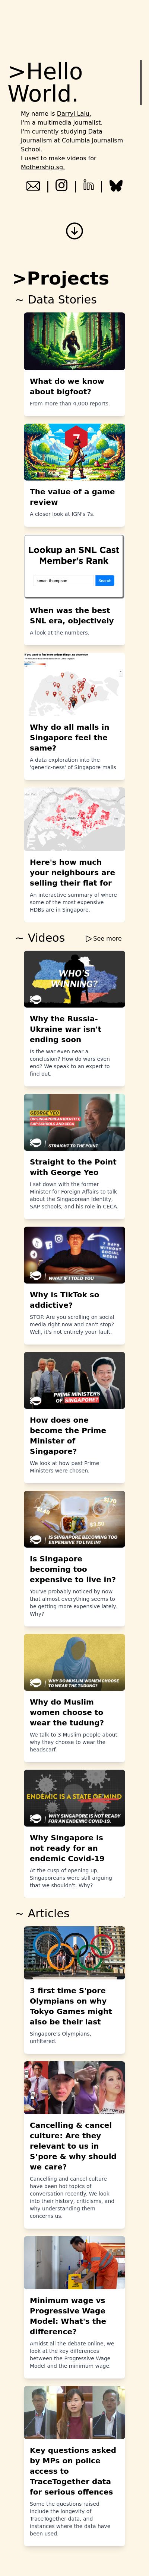 >Hello
World.
My name is Darryl Laiu.
I'm a multimedia journalist.
I'm currently studying Data
Journalism at Columbia Journalism
School.
I used to make videos for
Mothership.sg.
>Projects
~ Data Stories
What do we know
about bigfoot?
From more than 4,000 reports.
7
The value of a game
review
A closer look at IGN's 7s.
Lookup an SNL Cast
Member's Rank
kenan thompson
Search
When was the best
SNL era, objectively
A look at the numbers.
Why do all malls in
Singapore feel the
same?
A data exploration into the
'generic-ness' of Singapore malls
Here's how much
your neighbours are
selling their flat for
An interactive summary of where
some of the most expensive
HDBs are in Singapore.
~ Videos
See more
WHO'S
WINNING?
Why the Russia-
Ukraine war isn't
ending soon
Is the war even near a
conclusion? How do wars even
end? We speak to an expert to
find out.
GEORGE YEO
ON SINGAPOREAN IDENTITY,
SAP SCHOOLS AND CECA
STRAIGHT TO THE POINT
Straight to the Point
with George Yeo
I sat down with the former
Minister for Foreign Affairs to talk
about the Singaporean Identity,
SAP schools, and his role in CECA.
7 DAYS
WITHOUT
SOCIAL
MEDIA
WHAT IF I TOLD YOU
Why is TikTok so
addictive?
STOP. Are you scrolling on social
media right now and can't stop?
Well, it's not entirely your fault.
PRIME MINISTERS
OF SINGAPORE?
How does one
become the Prime
Minister of
Singapore?
We look at how past Prime
Ministers were chosen.
IS SINGAPORE BECOMING TOO
EXPENSIVE TO LIVE IN?
Is Singapore
becoming too
expensive to live in?
You've probably noticed by now
that almost everything seems to
be getting more expensive lately.
Why?
WHY DO MUSLIM WOMEN CHOOSE
TO WEAR THE TUDUNG?
Why do Muslim
women choose to
wear the tudung?
We talk to 3 Muslim people about
why they choose to wear the
headscarf.
ENDEMIC IS A STATE OF MIND
WHY SINGAPORE IS NOT READY
FOR AN ENDEMIC COVID-19.
Why Singapore is
not ready for an
endemic Covid-19
At the cusp of opening up,
Singaporeans were still arguing
that we shouldn't. Why?
~ Articles
3 first time S'pore
Olympians on why
Tokyo Games might
also be their last
Singapore's Olympians,
unfiltered.
Cancelling & cancel
culture: Are they
relevant to us in
S'pore & why should
we care?
Cancelling and cancel culture
have been hot topics of
conversation recently. We look
into their history, criticisms, and
why understanding them
concerns us.
Minimum wage vs
Progressive Wage
Model: What's the
difference?
Amidst all the debate online, we
look at the key differences
between the Progressive Wage
Model and the minimum wage.
Key questions asked
by MPs on police
access to
TraceTogether data
for serious offences
Some the questions raised
include the longevity of
TraceTogether data, and
instances where the data have
been used.